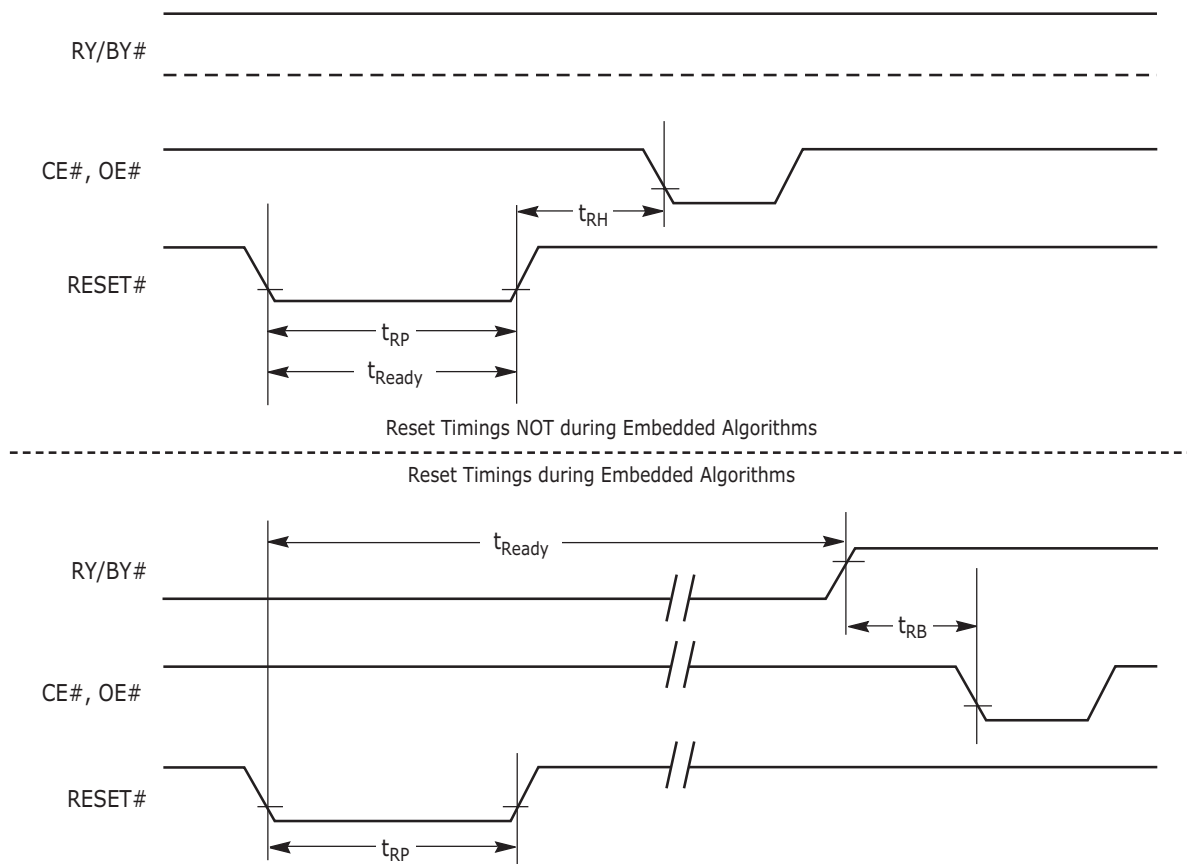 RY/BY#
CE#, OE#
tRH
RESET#
tRP
tReady
Reset Timings NOT during Embedded Algorithms
Reset Timings during Embedded Algorithms
tReady
RY/BY#
tRB
CE#, OE#
RESET#
tRP